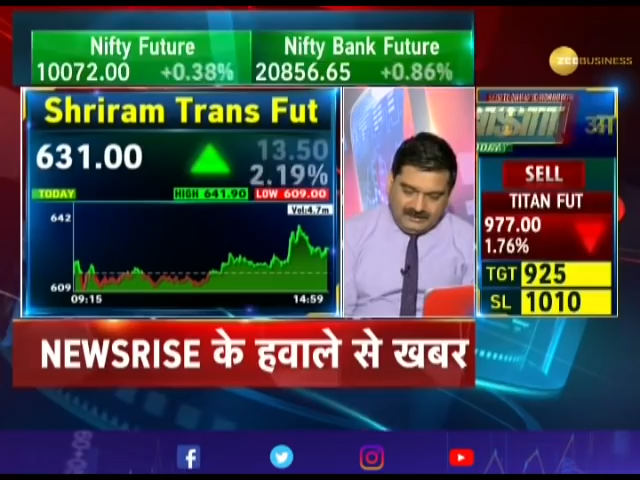 Nifty Future
10072.00 +0.38%
Nifty Bank Future
20856.65 +0.86%
ZEE BUSINESS
Shriram Trans Fut
631.00
13.50
2.19%
TODAY
HIGH 641.90
LOW 609.00
Vol:4.7m
642
609
09:15
14:59
SELL
TITAN FUT
977.00
1.76%
TGT 925
SL 1010
NEWSRISE के हवाले से खबर